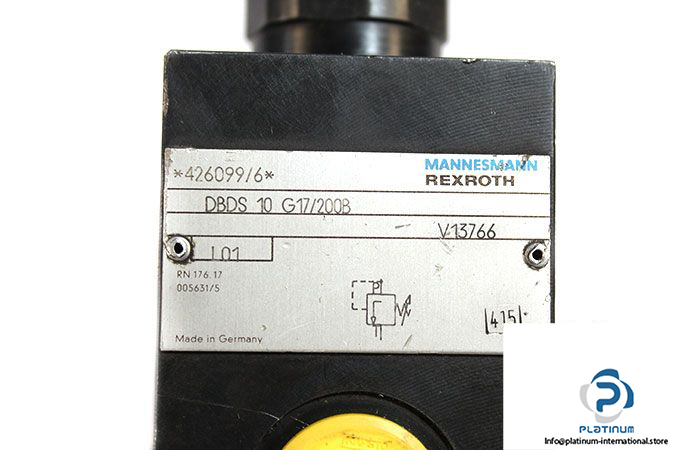 *426099/6*
MANNESMANN
REXROTH
DBDS 10 G17/200B
V13766
L01
RN 176.17
005631/5
P
415
Made in Germany
PLATINUM
info@platinum-international.store